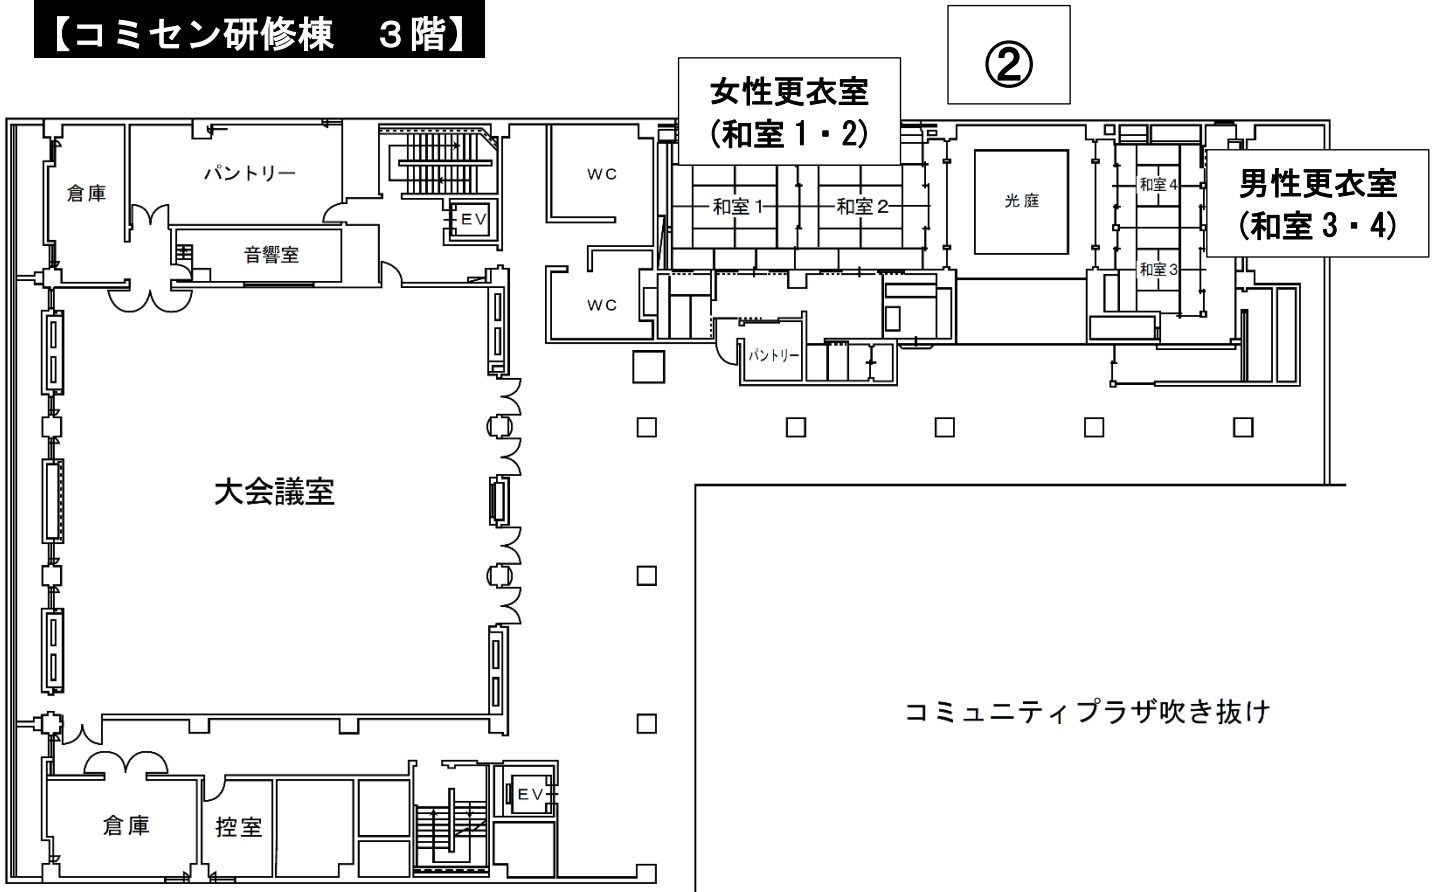 【コミセン研修棟　３階】
②
女性更衣室
(和室１・２)
男性更衣室
(和室３・４)
倉庫
パントリー
EV
音響室
WC
WC
和室１
和室２
光庭
和室４
和室３
パントリー
大会議室
コミュニティプラザ吹き抜け
倉庫
控室
EV